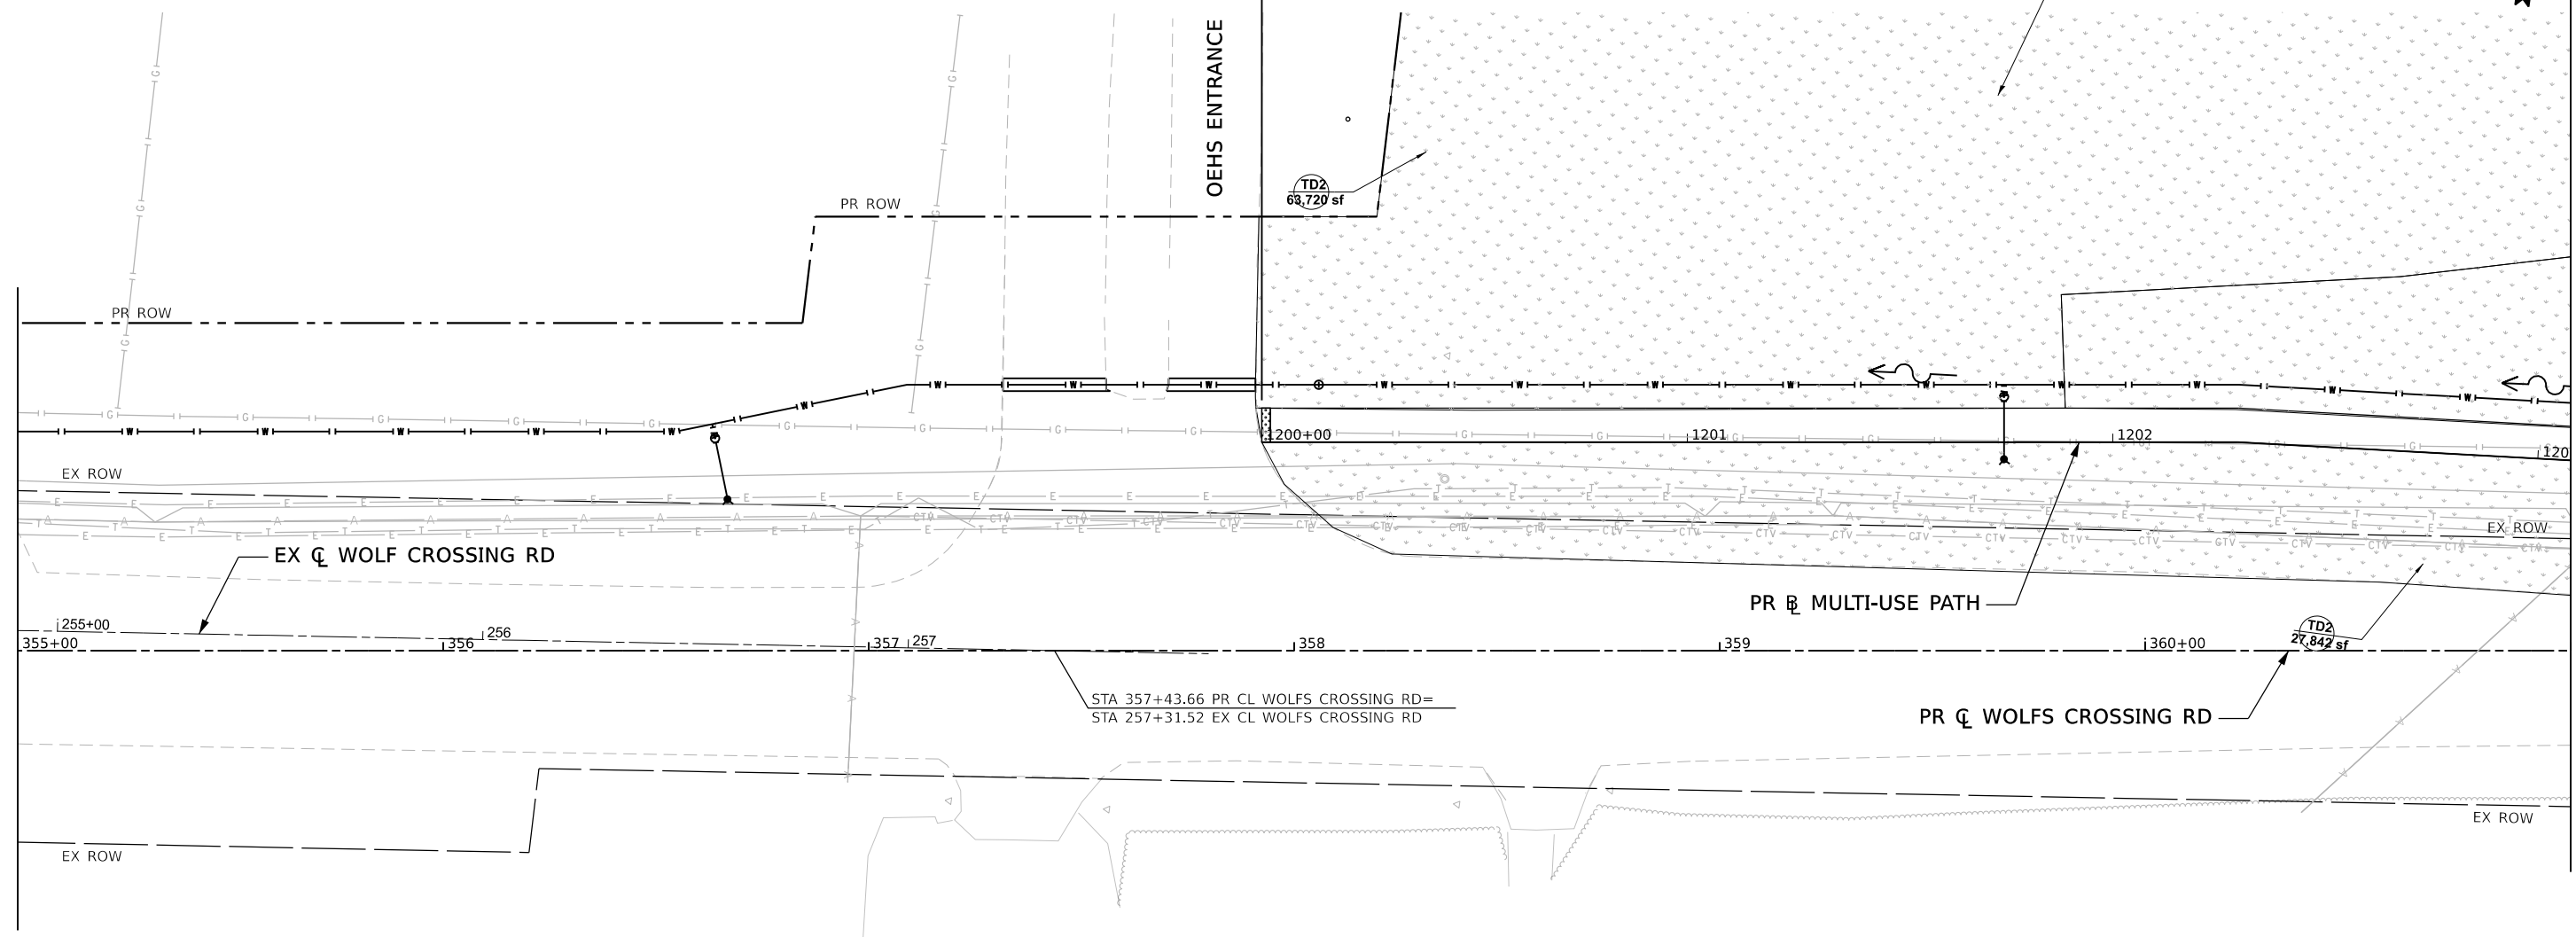 OEHS ENTRANCE
TD2
63,720 sf
PR ROW
PR ROW
1200+00
1201
1202
120
EX ROW
EX ROW
EX ℄ WOLF CROSSING RD
PR BL MULTI-USE PATH
255+00
256
257
355+00
356
357
358
359
360+00
TD2
27,842 sf
STA 357+43.66 PR CL WOLFS CROSSING RD=
STA 257+31.52 EX CL WOLFS CROSSING RD
PR ℄ WOLFS CROSSING RD
EX ROW
EX ROW